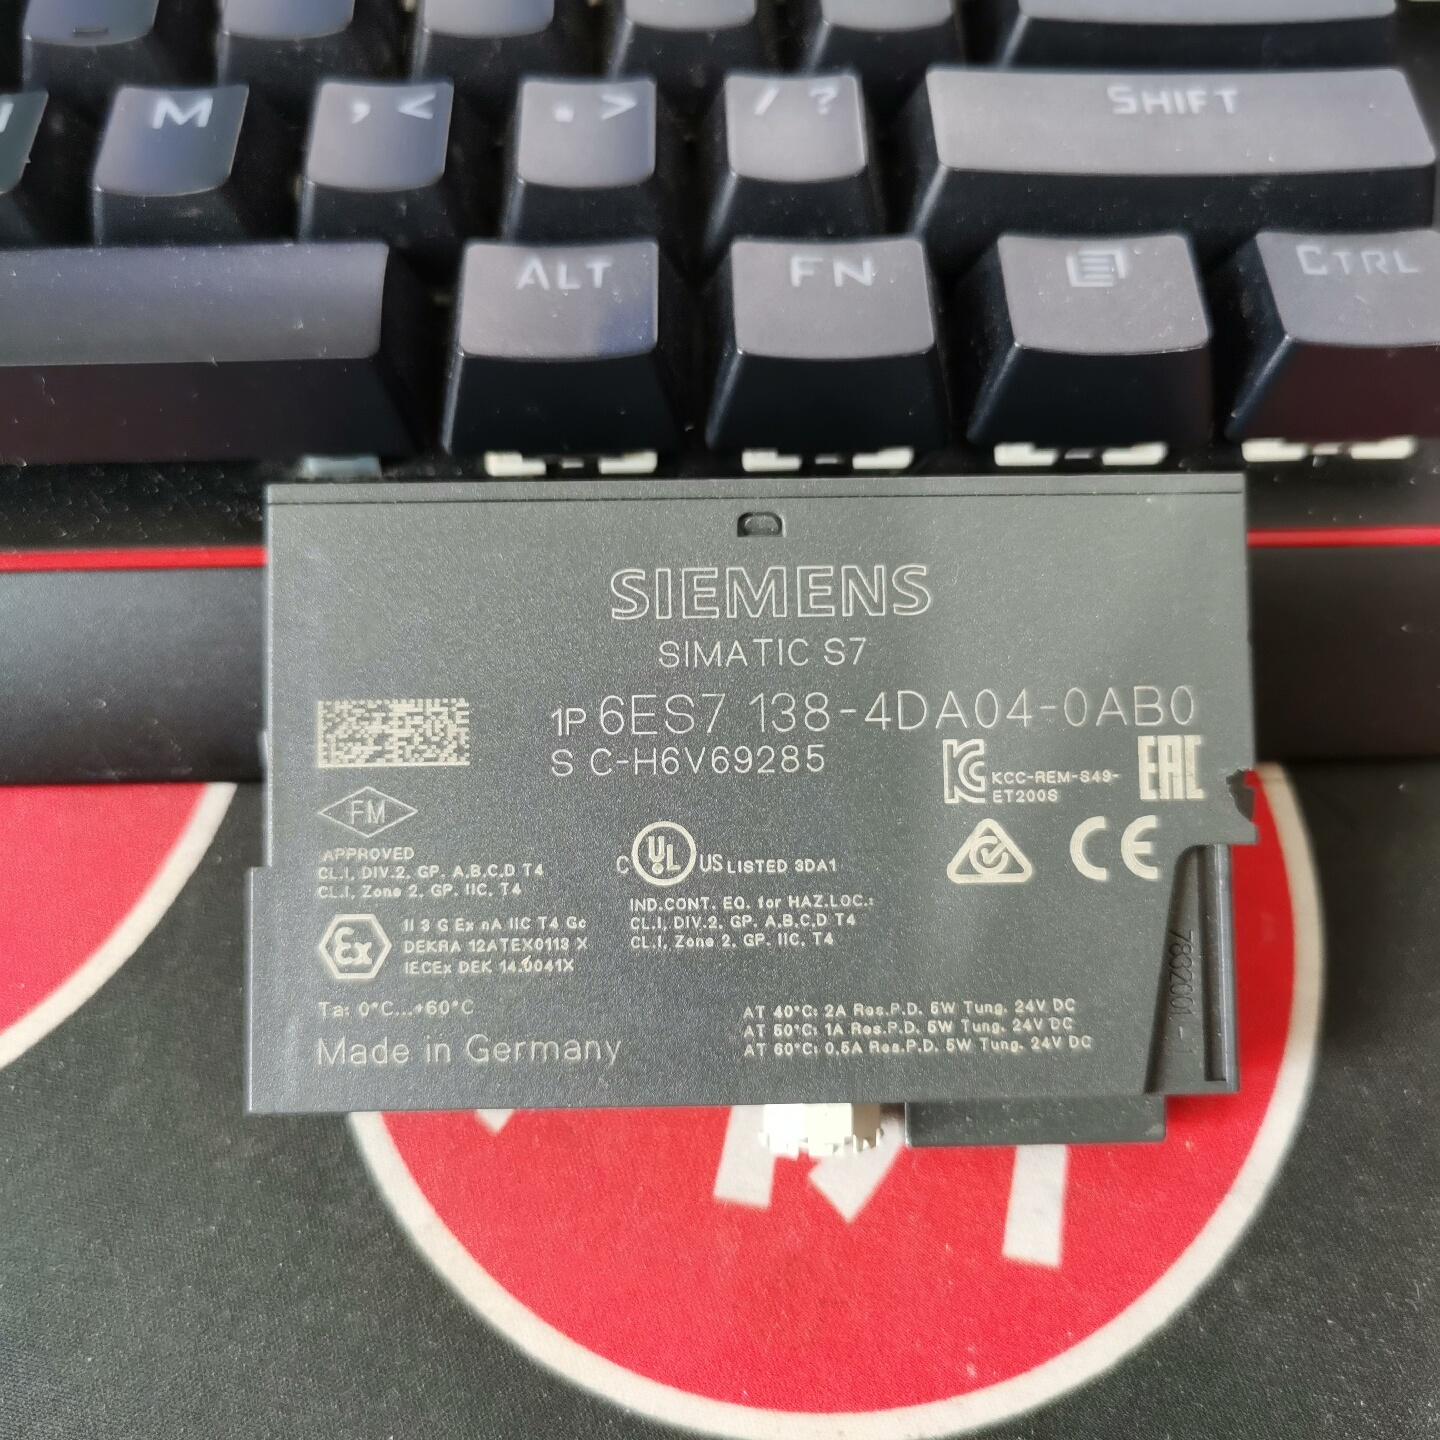 M , < . > / ? SHIFT
ALT FN CTRL
SIEMENS
SIMATIC S7
1P 6ES7 138-4DA04-0AB0
S C-H6V69285
KCC-REM-S49-
ET200S
EAC
FM
APPROVED
CL.I, DIV.2, GP. A,B,C,D T4
CL.I, Zone 2, GP. IIC, T4
C UL US LISTED 3DA1
IND.CONT. EQ. for HAZ.LOC.:
CL.I, DIV.2, GP. A,B,C,D T4
CL.I, Zone 2, GP. IIC, T4
CE
Ex
II 3 G Ex nA IIC T4 Gc
DEKRA 12ATEX0113 X
IECEx DEK 14.0041X
Ta: 0°C...+60°C
Made in Germany
AT 40°C: 2A Res.P.D. 5W Tung. 24V DC
AT 50°C: 1A Res.P.D. 5W Tung. 24V DC
AT 60°C: 0,5A Res.P.D. 5W Tung. 24V DC
7832001-1